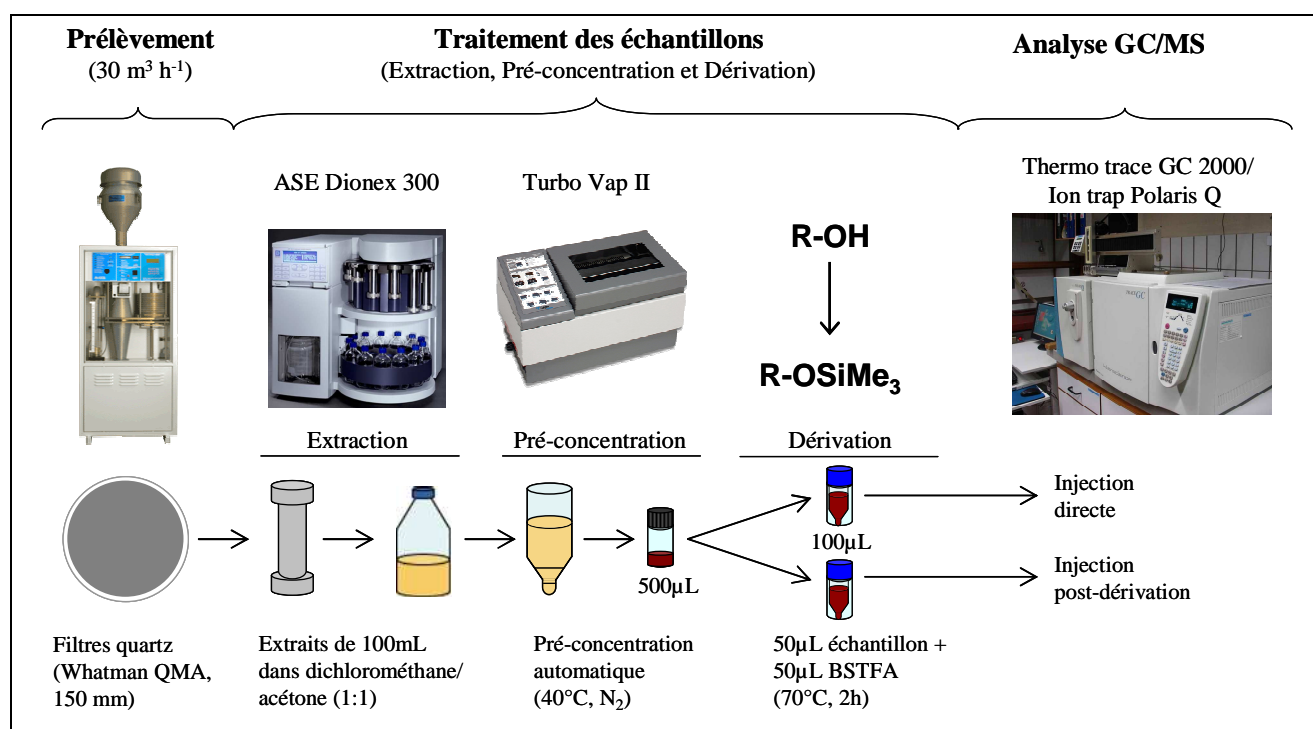 Prélèvement
(30 m³ h⁻¹)
Traitement des échantillons
(Extraction, Pré-concentration et Dérivation)
Analyse GC/MS
ASE Dionex 300
Turbo Vap II
Thermo trace GC 2000/
Ion trap Polaris Q
R-OH
R-OSiMe₃
Extraction
Pré-concentration
Dérivation
500µL
100µL
Injection
directe
Injection
post-dérivation
Filtres quartz
(Whatman QMA,
150 mm)
Extraits de 100mL
dans dichlorométhane/
acétone (1:1)
Pré-concentration
automatique
(40°C, N₂)
50µL échantillon +
50µL BSTFA
(70°C, 2h)